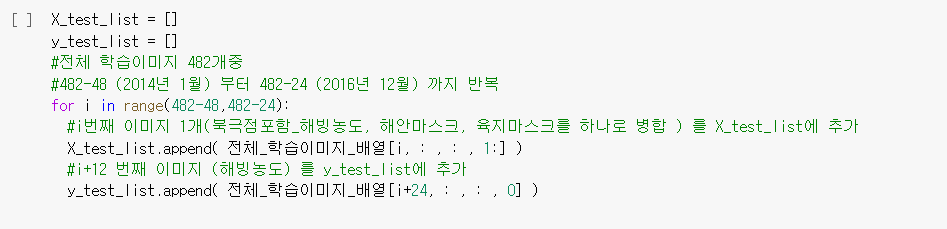 [ ] X_test_list = []
y_test_list = []
#전체 학습이미지 482개중
#482-48 (2014년 1월) 부터 482-24 (2016년 12월) 까지 반복
for i in range(482-48,482-24):
#i번째 이미지 1개(북극점포함_해빙농도, 해안마스크, 육지마스크를 하나로 병합 ) 를 X_test_list에 추가
X_test_list.append( 전체_학습이미지_배열[i, : , : , 1:] )
#i+12 번째 이미지 (해빙농도) 를 y_test_list에 추가
y_test_list.append( 전체_학습이미지_배열[i+24, : , : , 0] )